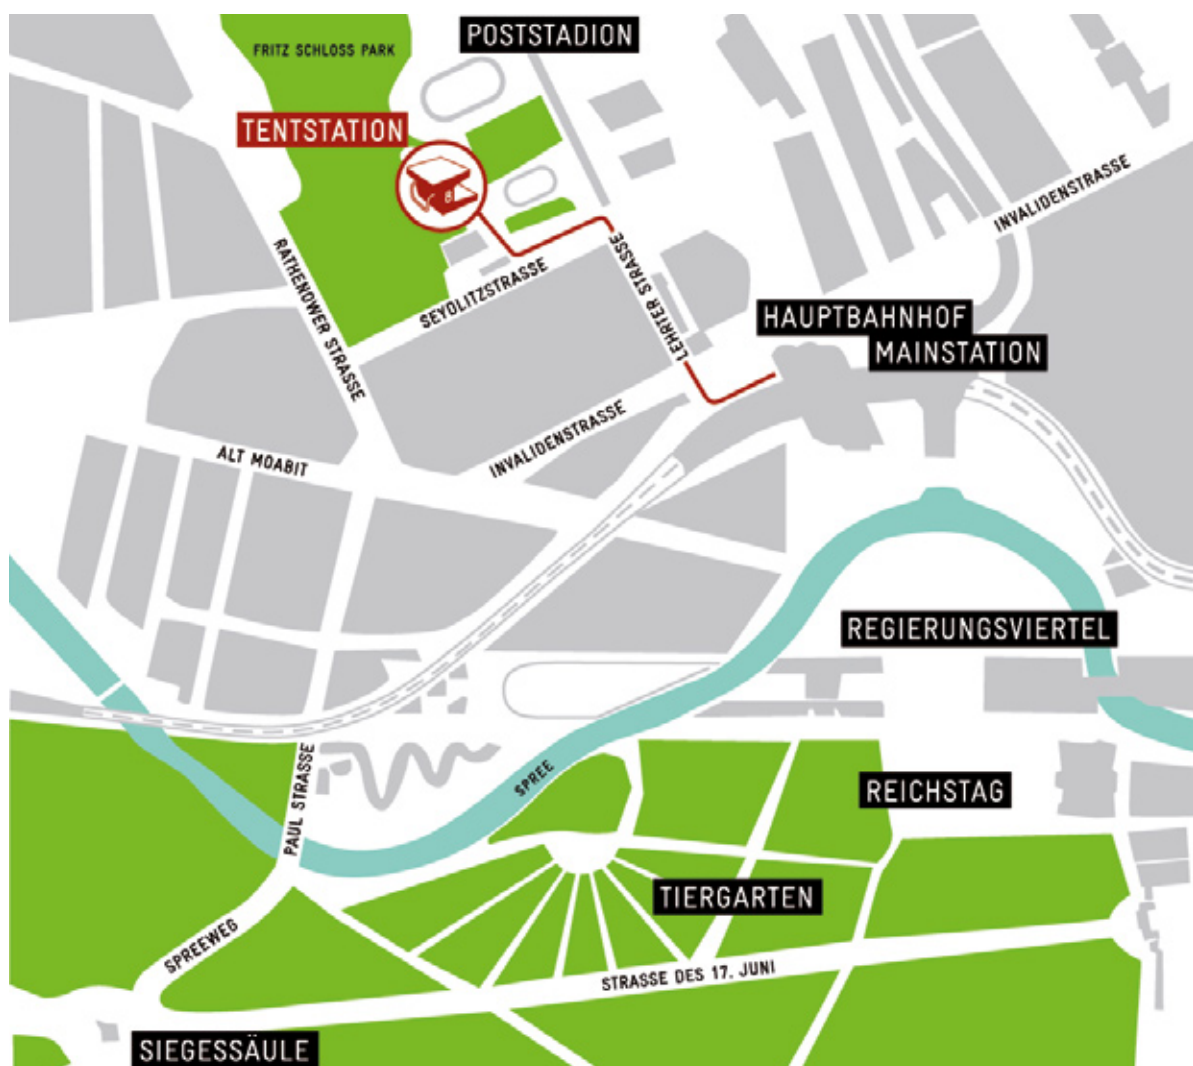 POSTSTADION
FRITZ SCHLOSS PARK
TENTSTATION
8
INVALIDENSTRASSE
RATHENOWER STRASSE
SEYDLITZSTRASSE
LEHRTER STRASSE
HAUPTBAHNHOF
MAINSTATION
INVALIDENSTRASSE
ALT MOABIT
REGIERUNGSVIERTEL
PAUL STRASSE
SPREE
REICHSTAG
TIERGARTEN
SPREEWEG
STRASSE DES 17. JUNI
SIEGESSÄULE